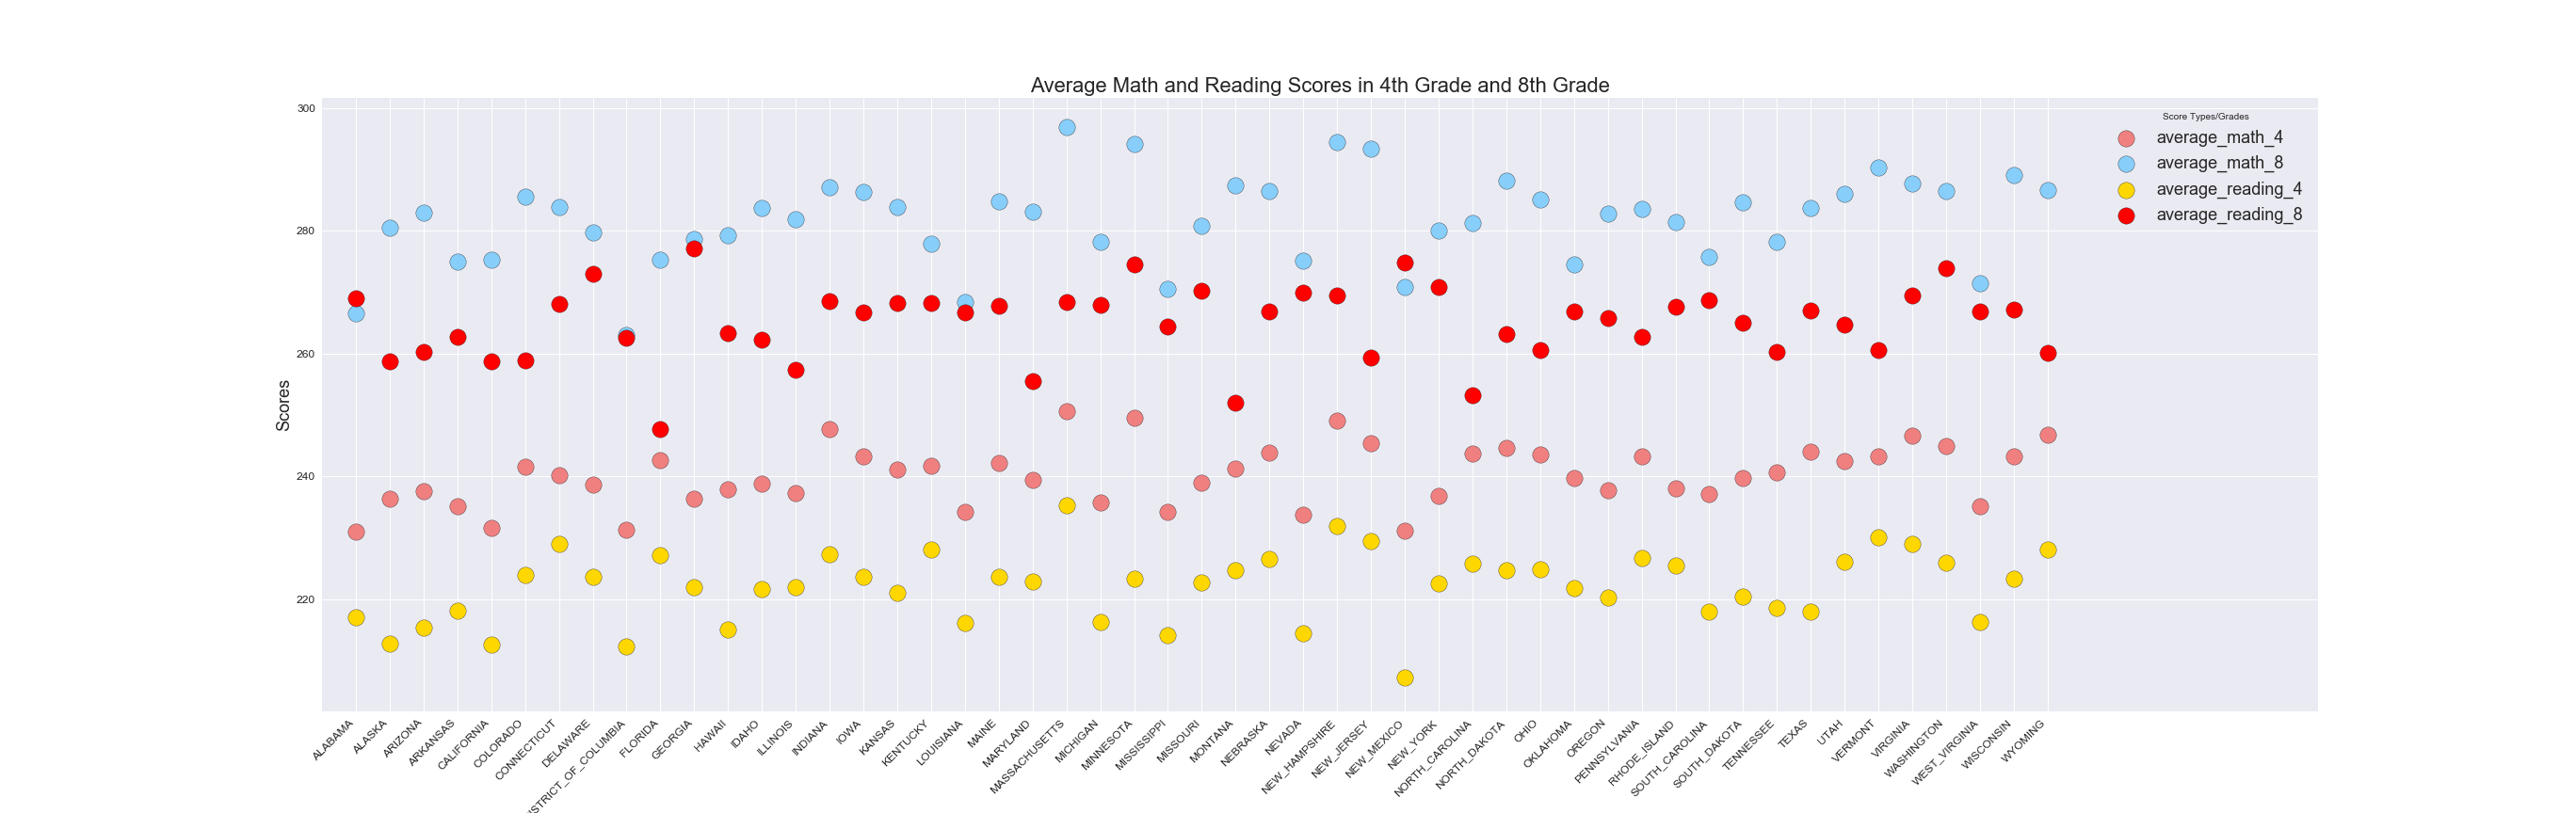 Average Math and Reading Scores in 4th Grade and 8th Grade
Score Types/Grades
average_math_4
average_math_8
average_reading_4
average_reading_8
Scores
300
280
260
240
220
ALABAMA
ALASKA
ARIZONA
ARKANSAS
CALIFORNIA
COLORADO
CONNECTICUT
DELAWARE
ISTRICT_OF_COLUMBIA
FLORIDA
GEORGIA
HAWAII
IDAHO
ILLINOIS
INDIANA
IOWA
KANSAS
KENTUCKY
LOUISIANA
MAINE
MARYLAND
MASSACHUSETTS
MICHIGAN
MINNESOTA
MISSISSIPPI
MISSOURI
MONTANA
NEBRASKA
NEVADA
NEW_HAMPSHIRE
NEW_JERSEY
NEW_MEXICO
NEW_YORK
NORTH_CAROLINA
NORTH_DAKOTA
OHIO
OKLAHOMA
OREGON
PENNSYLVANIA
RHODE_ISLAND
SOUTH_CAROLINA
SOUTH_DAKOTA
TENNESSEE
TEXAS
UTAH
VERMONT
VIRGINIA
WASHINGTON
WEST_VIRGINIA
WISCONSIN
WYOMING